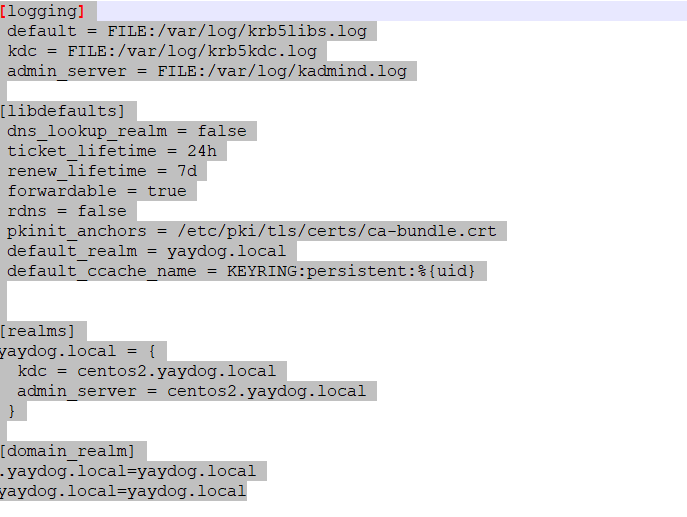 [logging]
default = FILE:/var/log/krb5libs.log
kdc = FILE:/var/log/krb5kdc.log
admin_server = FILE:/var/log/kadmind.log
[libdefaults]
dns_lookup_realm = false
ticket_lifetime = 24h
renew_lifetime = 7d
forwardable = true
rdns = false
pkinit_anchors = /etc/pki/tls/certs/ca-bundle.crt
default_realm = yaydog.local
default_ccache_name = KEYRING:persistent:%{uid}
[realms]
yaydog.local = {
kdc = centos2.yaydog.local
admin_server = centos2.yaydog.local
}
[domain_realm]
.yaydog.local=yaydog.local
yaydog.local=yaydog.local